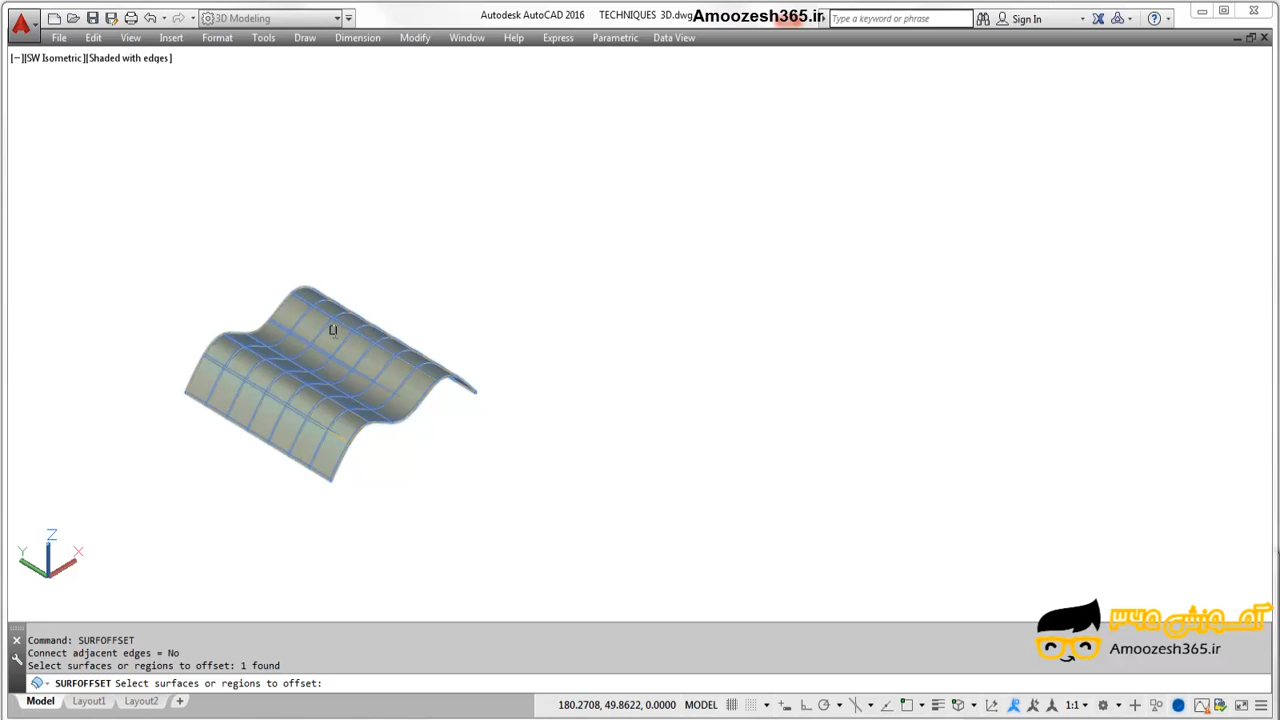 3D Modeling
Autodesk AutoCAD 2016 TECHNIQUES 3D.dwg
Amoozesh365.ir
Type a keyword or phrase
Sign In
File Edit View Insert Format Tools Draw Dimension Modify Window Help Express Parametric Data View
[−][SW Isometric][Shaded with edges]
Z
Y
X
Command: SURFOFFSET
Connect adjacent edges = No
Select surfaces or regions to offset: 1 found
SURFOFFSET Select surfaces or regions to offset:
آموزش ۳۶۵
Amoozesh365.ir
Model Layout1 Layout2 +
180.2708, 49.8622, 0.0000 MODEL 1:1